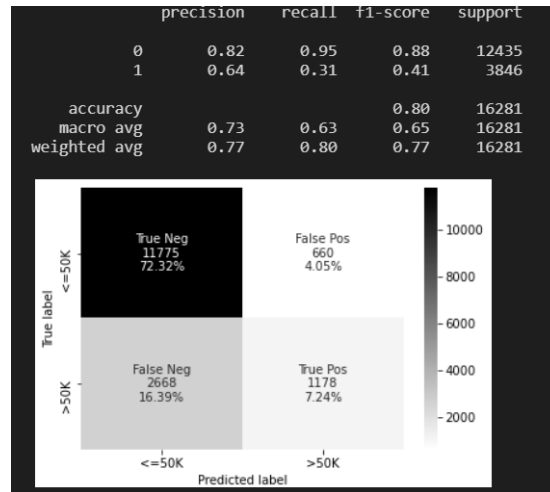 precision recall f1-score support
0 0.82 0.95 0.88 12435
1 0.64 0.31 0.41 3846
accuracy 0.80 16281
macro avg 0.73 0.63 0.65 16281
weighted avg 0.77 0.80 0.77 16281
True Neg
11775
72.32%
False Pos
660
4.05%
False Neg
2668
16.39%
True Pos
1178
7.24%
True label
<=50K
>50K
<=50K >50K
Predicted label
10000
8000
6000
4000
2000